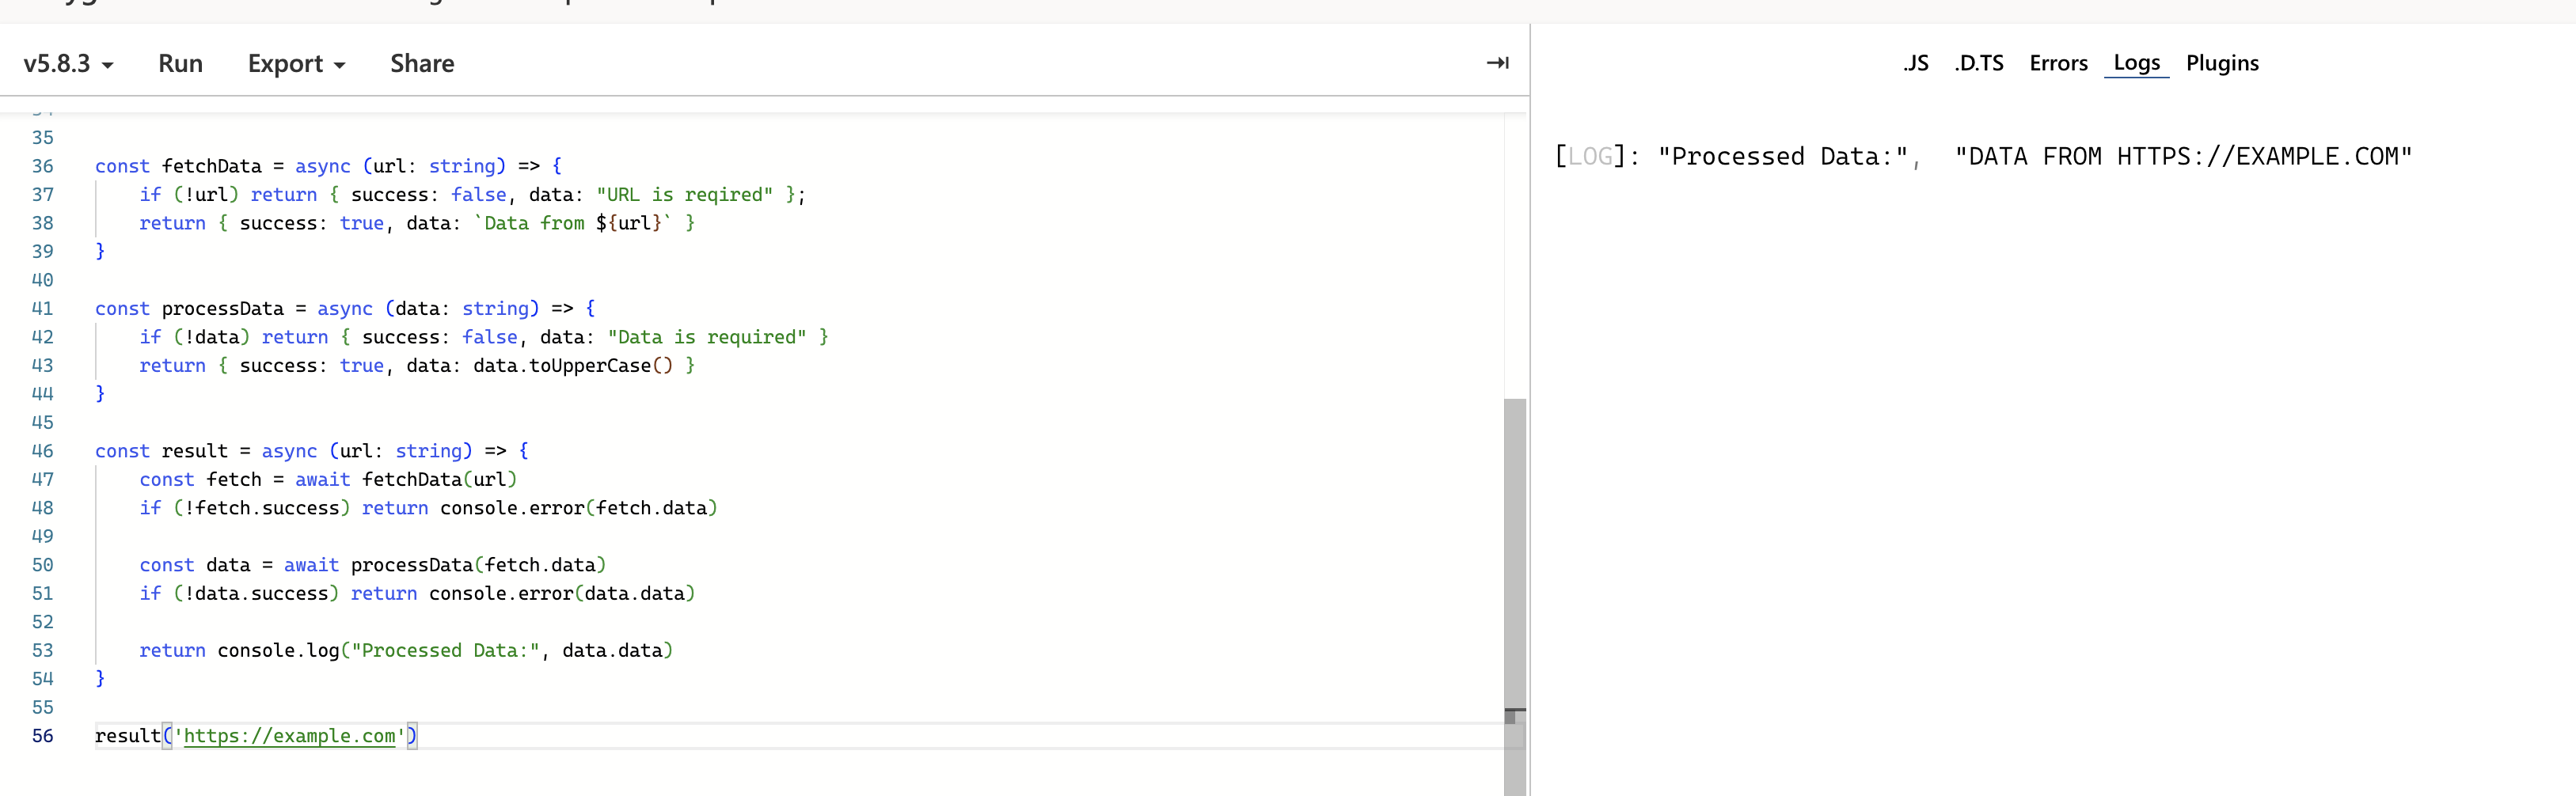 v5.8.3 Run Export Share
.JS .D.TS Errors Logs Plugins
35
36 const fetchData = async (url: string) => {
37     if (!url) return { success: false, data: "URL is reqired" };
38     return { success: true, data: `Data from ${url}` }
39 }
40
41 const processData = async (data: string) => {
42     if (!data) return { success: false, data: "Data is required" }
43     return { success: true, data: data.toUpperCase() }
44 }
45
46 const result = async (url: string) => {
47     const fetch = await fetchData(url)
48     if (!fetch.success) return console.error(fetch.data)
49
50     const data = await processData(fetch.data)
51     if (!data.success) return console.error(data.data)
52
53     return console.log("Processed Data:", data.data)
54 }
55
56 result('https://example.com')
[LOG]: "Processed Data:",  "DATA FROM HTTPS://EXAMPLE.COM"